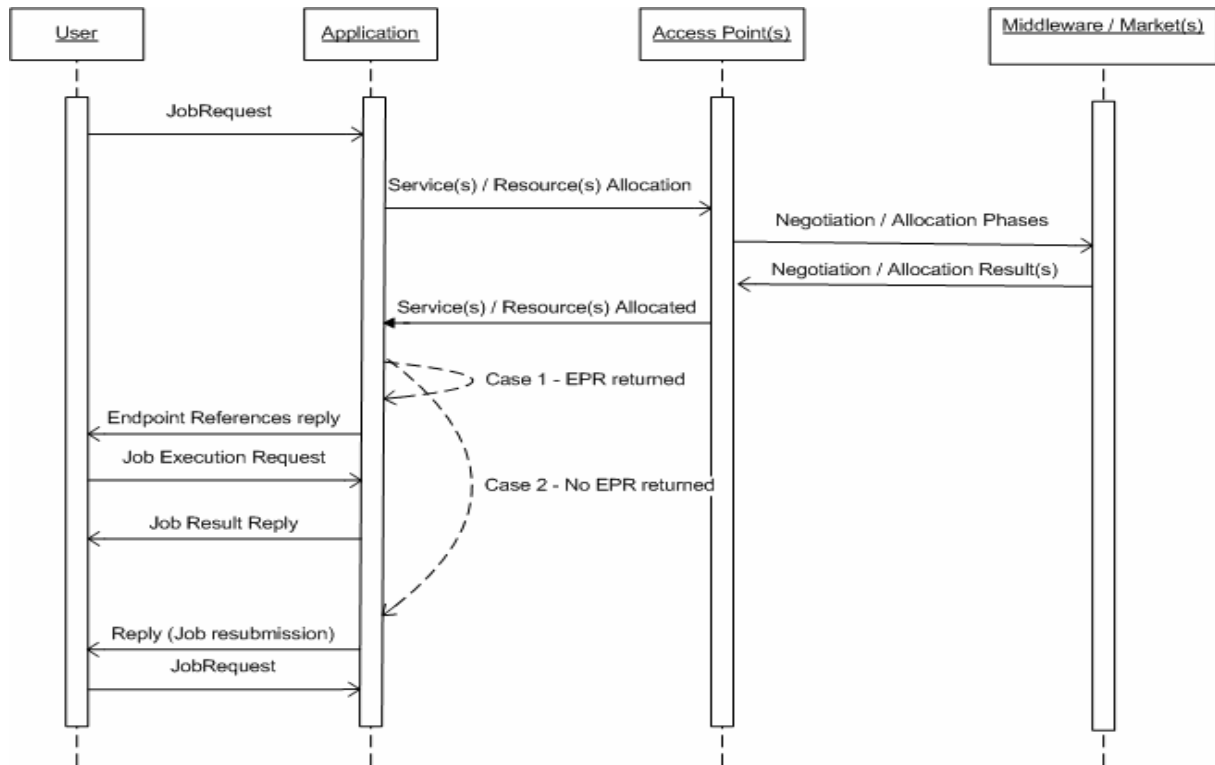 User
Application
Access Point(s)
Middleware / Market(s)
JobRequest
Service(s) / Resource(s) Allocation
Negotiation / Allocation Phases
Negotiation / Allocation Result(s)
Service(s) / Resource(s) Allocated
Case 1 - EPR returned
Endpoint References reply
Job Execution Request
Case 2 - No EPR returned
Job Result Reply
Reply (Job resubmission)
JobRequest